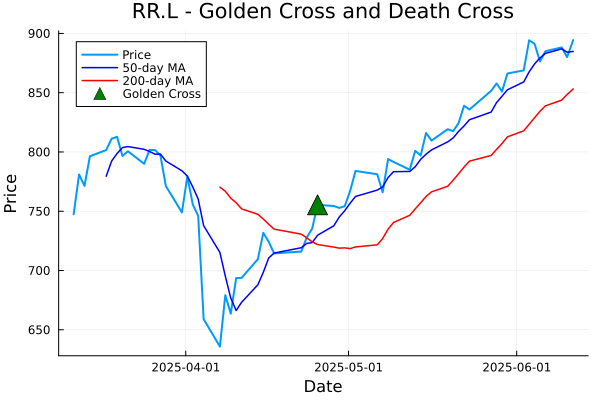 RR.L - Golden Cross and Death Cross
900
850
800
750
700
650
Price
Price
50-day MA
200-day MA
Golden Cross
2025-04-01
2025-05-01
2025-06-01
Date